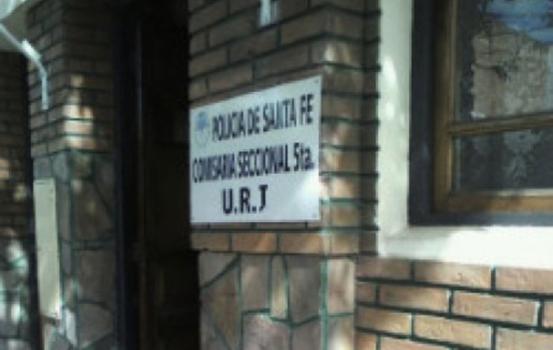 POLICIA DE SANTA FE
COMISARIA SECCIONAL 5ta.
U.R.I